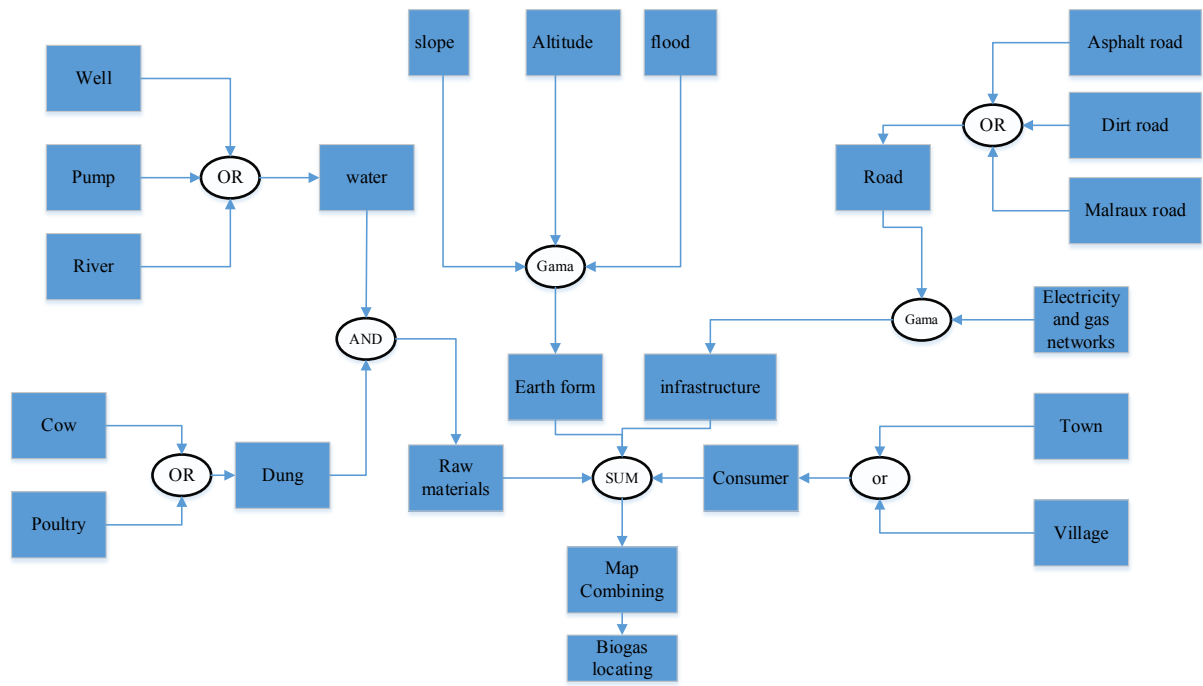 slope
Altitude
flood
Asphalt road
Well
OR
Dirt road
Pump
OR
water
Road
Malraux road
River
Gama
Electricity
and gas
networks
Gama
AND
Earth form
infrastructure
Cow
Town
OR
Dung
Raw
materials
SUM
Consumer
or
Poultry
Village
Map
Combining
Biogas
locating